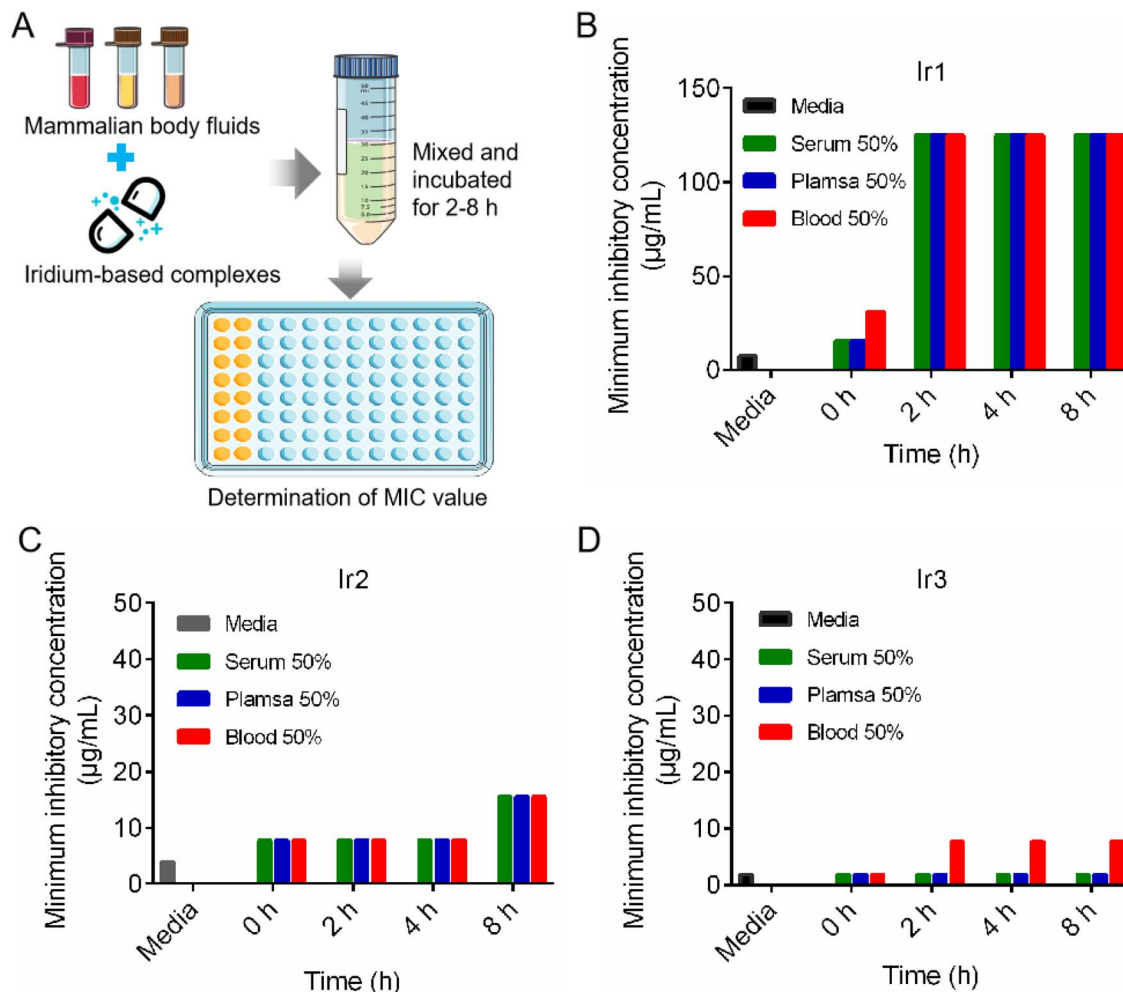 A
Mammalian body fluids
Iridium-based complexes
Mixed and
incubated
for 2-8 h
Determination of MIC value
B
Ir1
Minimum inhibitory concentration
(µg/mL)
150
100
50
0
Media
Serum 50%
Plamsa 50%
Blood 50%
Media
0 h
2 h
4 h
8 h
Time (h)
C
Ir2
Minimum inhibitory concentration
(µg/mL)
50
40
30
20
10
0
Media
Serum 50%
Plamsa 50%
Blood 50%
Media
0 h
2 h
4 h
8 h
Time (h)
D
Ir3
Minimum inhibitory concentration
(µg/mL)
50
40
30
20
10
0
Media
Serum 50%
Plamsa 50%
Blood 50%
Media
0 h
2 h
4 h
8 h
Time (h)